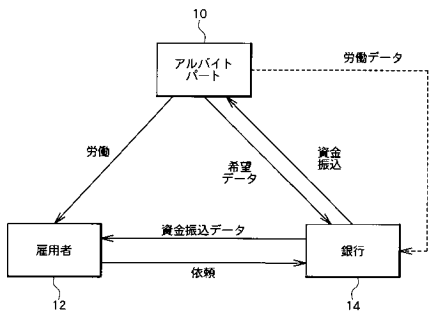 10
アルバイト
パート
労働データ
労働
希望
データ
資金
振込
雇用者
資金振込データ
依頼
銀行
12
14